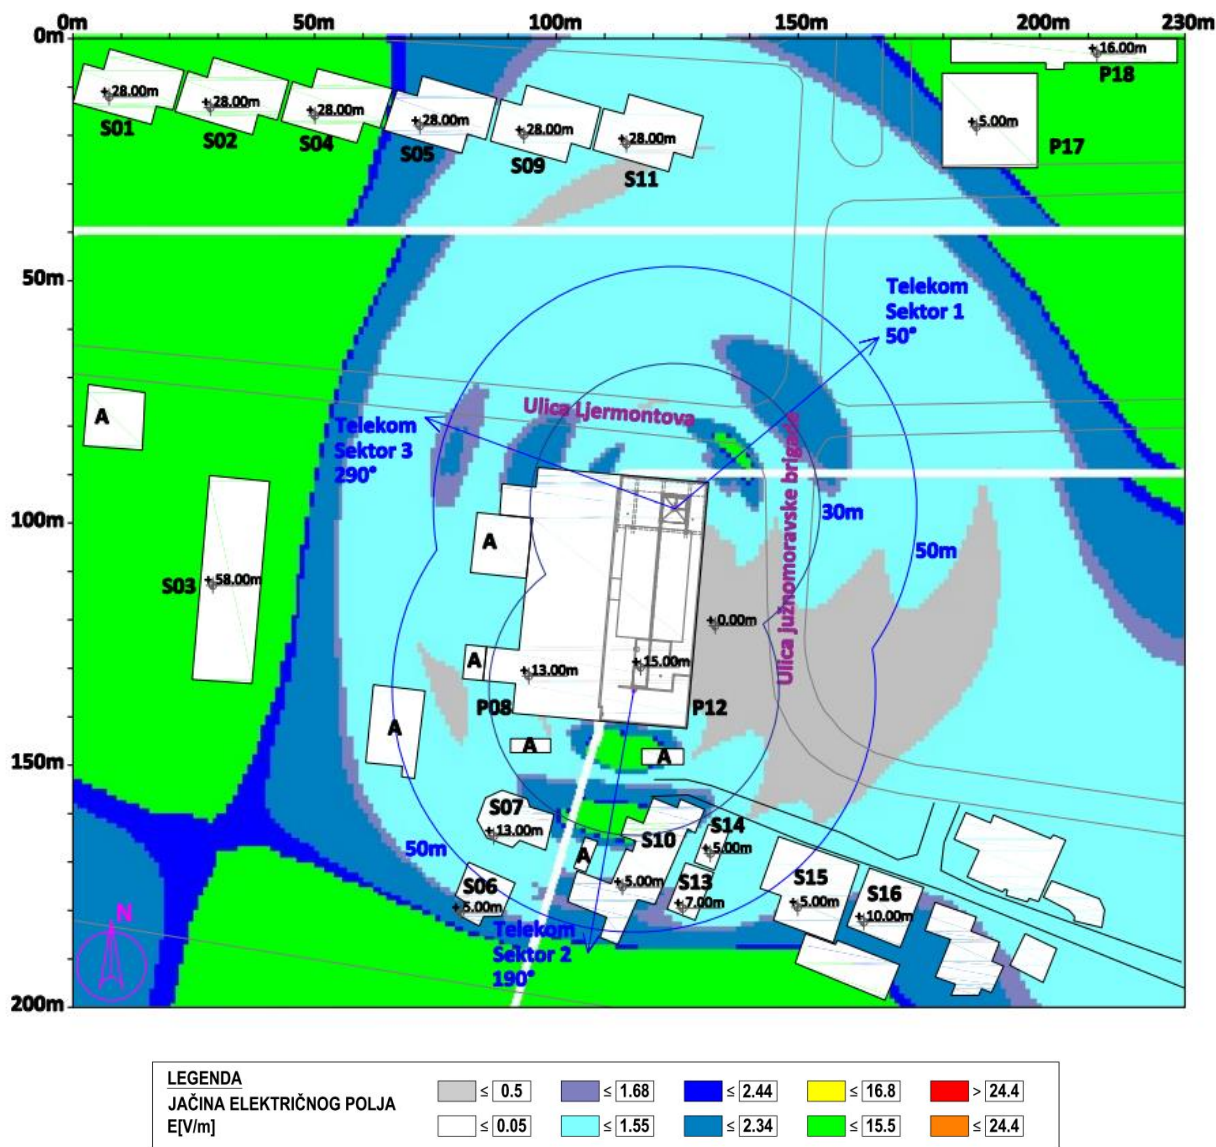 0m 50m 100m 150m 200m 230m
0m
+16.00m
P18
+28.00m
S01
+28.00m
S02
+28.00m
S04
+28.00m
S05
+28.00m
S09
+28.00m
S11
+5.00m
P17
50m
Telekom
Sektor 1
50°
Ulica Ljermontova
A
Telekom
Sektor 3
290°
Ulica južnomoravske brigade
100m
30m
50m
A
S03
+58.00m
+0.00m
A
+13.00m
+15.00m
P08
P12
A
A
A
150m
S07
+13.00m
S10
S14
+5.00m
50m
A
S06
+5.00m
+5.00m
S13
+7.00m
S15
+5.00m
S16
+10.00m
N
Telekom
Sektor 2
190°
200m
LEGENDA
JAČINA ELEKTRIČNOG POLJA
E[V/m]
≤ 0.5 ≤ 1.68 ≤ 2.44 ≤ 16.8 > 24.4
≤ 0.05 ≤ 1.55 ≤ 2.34 ≤ 15.5 ≤ 24.4